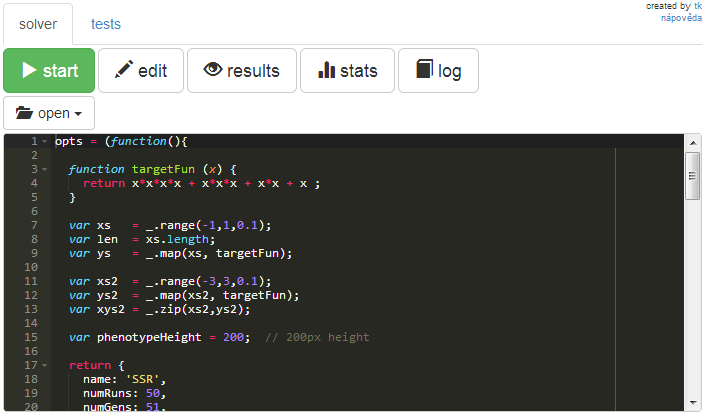 created by tk
nápověda
solver tests
start edit results stats log
open
1 opts = (function(){
2
3 function targetFun (x) {
4 return x*x*x*x + x*x*x + x*x + x ;
5 }
6
7 var xs = _.range(-1,1,0.1);
8 var len = xs.length;
9 var ys = _.map(xs, targetFun);
10
11 var xs2 = _.range(-3,3,0.1);
12 var ys2 = _.map(xs2, targetFun);
13 var xys2 = _.zip(xs2,ys2);
14
15 var phenotypeHeight = 200; // 200px height
16
17 return {
18 name: 'SSR',
19 numRuns: 50,
20 numGens: 51,